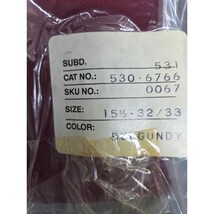 SUBD. 531
CAT NO.: 530-6766
SKU NO.: 0067
SIZE: 15½-32/33
COLOR: BURGUNDY